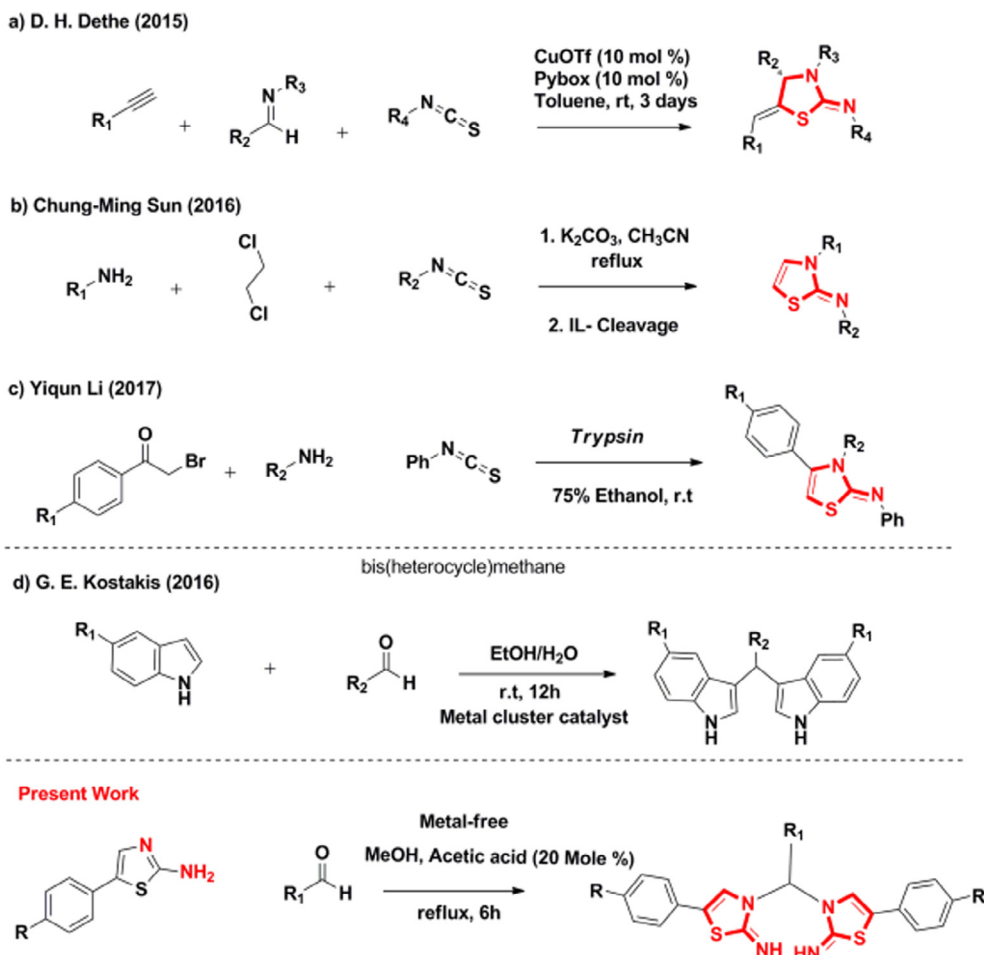 a) D. H. Dethe (2015)
R₁
+
N
R₃
R₂
H
+
R₄
N
C
S
CuOTf (10 mol %)
Pybox (10 mol %)
Toluene, rt, 3 days
R₂
R₃
N
S
N
R₁
R₄
b) Chung-Ming Sun (2016)
R₁
NH₂
+
Cl
Cl
+
R₂
N
C
S
1. K₂CO₃, CH₃CN
reflux
2. IL- Cleavage
R₁
N
S
N
R₂
c) Yiqun Li (2017)
O
Br
R₁
+
R₂
NH₂
Ph
N
C
S
Trypsin
75% Ethanol, r.t
R₁
R₂
N
S
N
Ph
bis(heterocycle)methane
d) G. E. Kostakis (2016)
R₁
N
H
+
O
R₂
H
EtOH/H₂O
r.t, 12h
Metal cluster catalyst
R₁
R₂
R₁
N
H
N
H
Present Work
N
S
NH₂
R
O
R₁
H
Metal-free
MeOH, Acetic acid (20 Mole %)
reflux, 6h
R₁
R
N
N
R
S
S
NH
HN